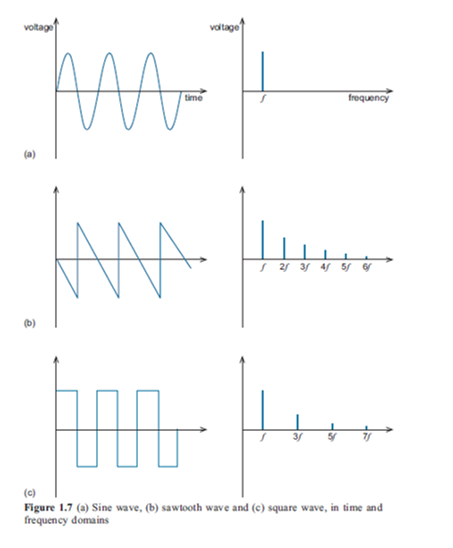 voltage
voltage
time
f
frequency
(a)
f 2f 3f 4f 5f 6f
(b)
f 3f 5f 7f
(c)
Figure 1.7 (a) Sine wave, (b) sawtooth wave and (c) square wave, in time and
frequency domains